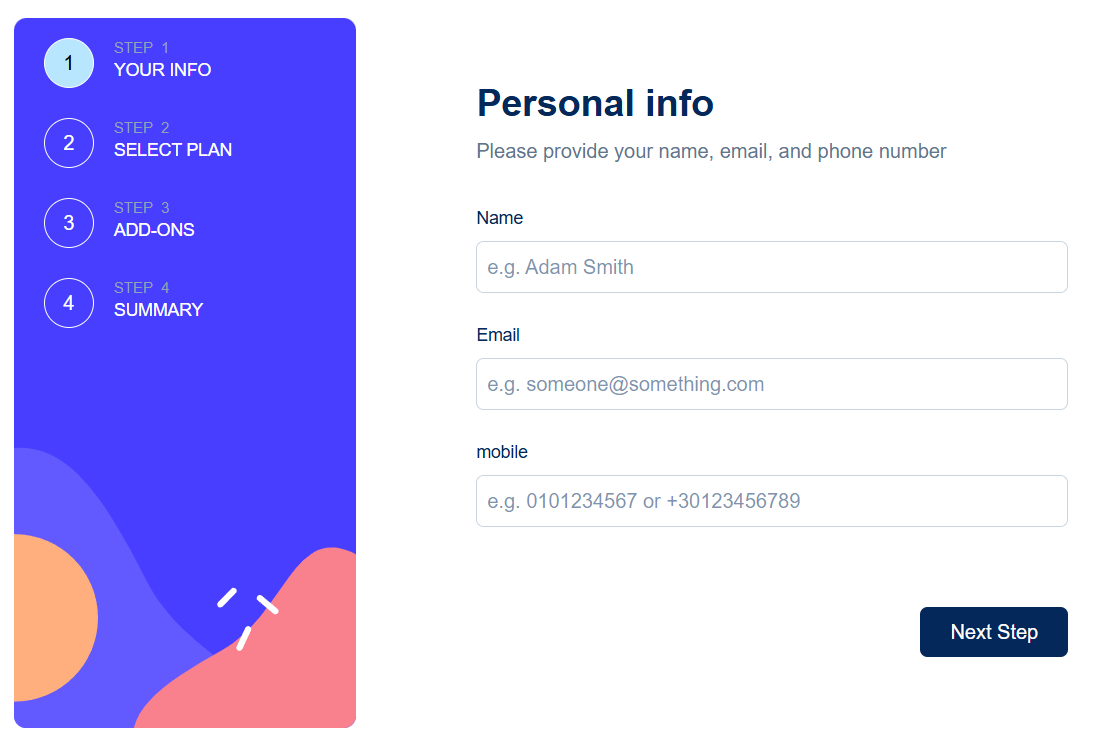 1
STEP 1
YOUR INFO
2
STEP 2
SELECT PLAN
3
STEP 3
ADD-ONS
4
STEP 4
SUMMARY
Personal info
Please provide your name, email, and phone number
Name
e.g. Adam Smith
Email
e.g. someone@something.com
mobile
e.g. 0101234567 or +30123456789
Next Step